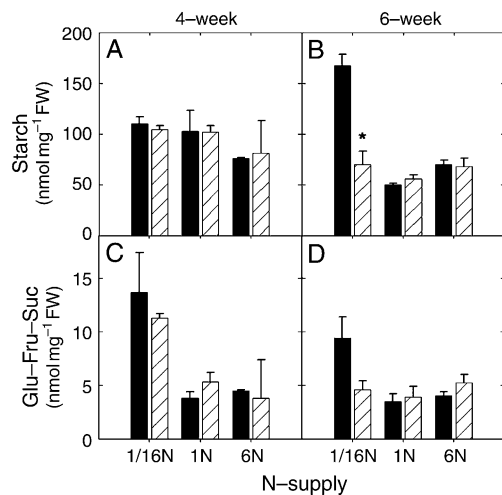 4–week
6–week
Starch
(nmol mg⁻¹ FW)
200
150
100
50
0
A
B
*
Glu–Fru–Suc
(nmol mg⁻¹ FW)
15
10
5
0
C
D
1/16N 1N 6N
1/16N 1N 6N
N–supply